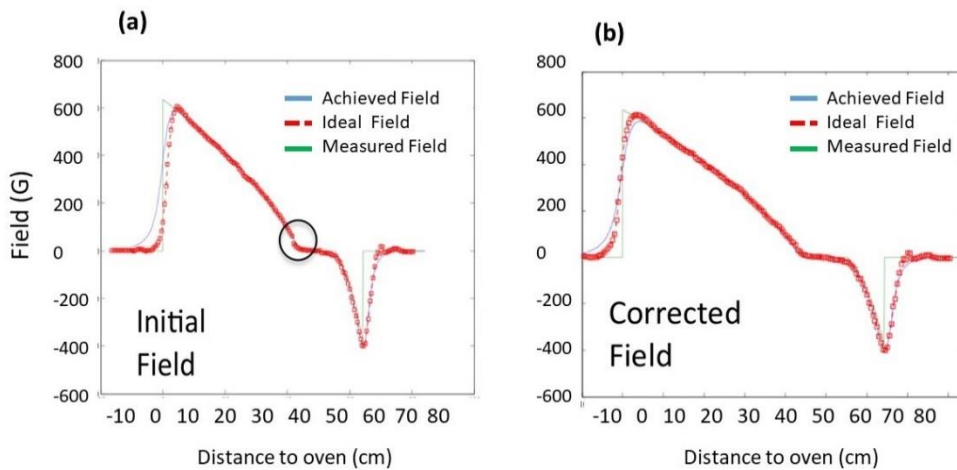 (a)
800
600
400
200
0
-200
-400
-600
Field (G)
Achieved Field
Ideal Field
Measured Field
Initial
Field
-10 0 10 20 30 40 50 60 70 80
Distance to oven (cm)
(b)
800
600
400
200
0
-200
-400
-600
Achieved Field
Ideal Field
Measured Field
Corrected
Field
-10 0 10 20 30 40 50 60 70 80
Distance to oven (cm)